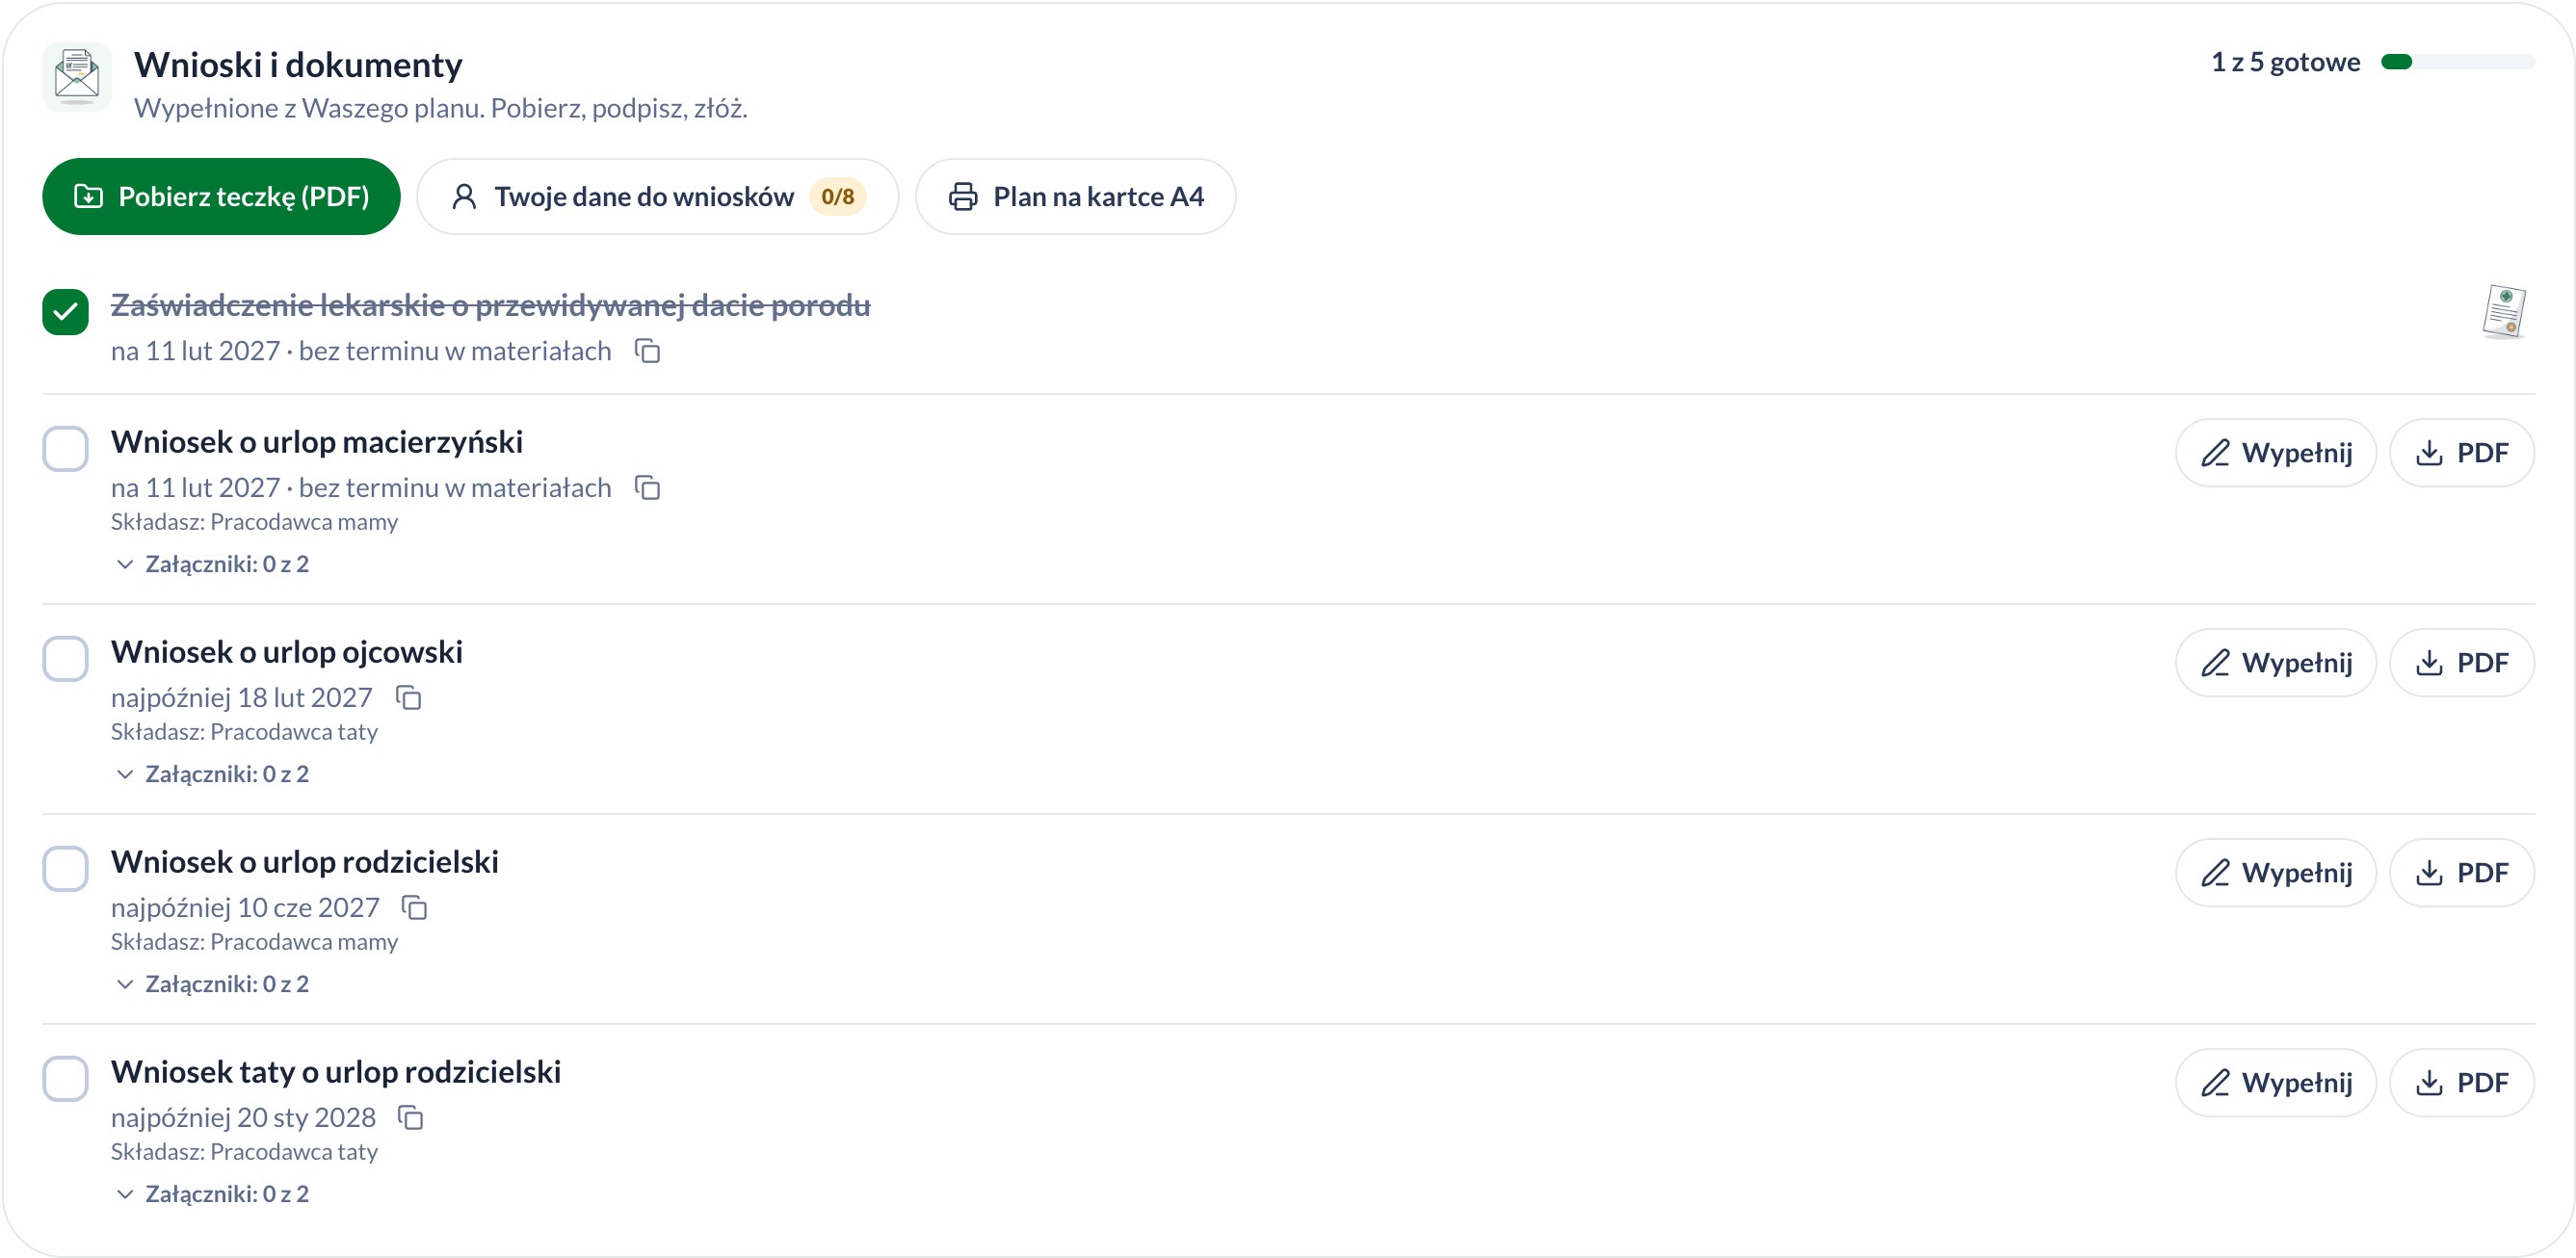 Wnioski i dokumenty
Wypełnione z Waszego planu. Pobierz, podpisz, złóż.
1 z 5 gotowe
Pobierz teczkę (PDF)
Twoje dane do wniosków 0/8
Plan na kartce A4
Zaświadczenie lekarskie o przewidywanej dacie porodu
na 11 lut 2027 · bez terminu w materiałach
Wniosek o urlop macierzyński
na 11 lut 2027 · bez terminu w materiałach
Składasz: Pracodawca mamy
Załączniki: 0 z 2
Wypełnij
PDF
Wniosek o urlop ojcowski
najpóźniej 18 lut 2027
Składasz: Pracodawca taty
Załączniki: 0 z 2
Wypełnij
PDF
Wniosek o urlop rodzicielski
najpóźniej 10 cze 2027
Składasz: Pracodawca mamy
Załączniki: 0 z 2
Wypełnij
PDF
Wniosek taty o urlop rodzicielski
najpóźniej 20 sty 2028
Składasz: Pracodawca taty
Załączniki: 0 z 2
Wypełnij
PDF